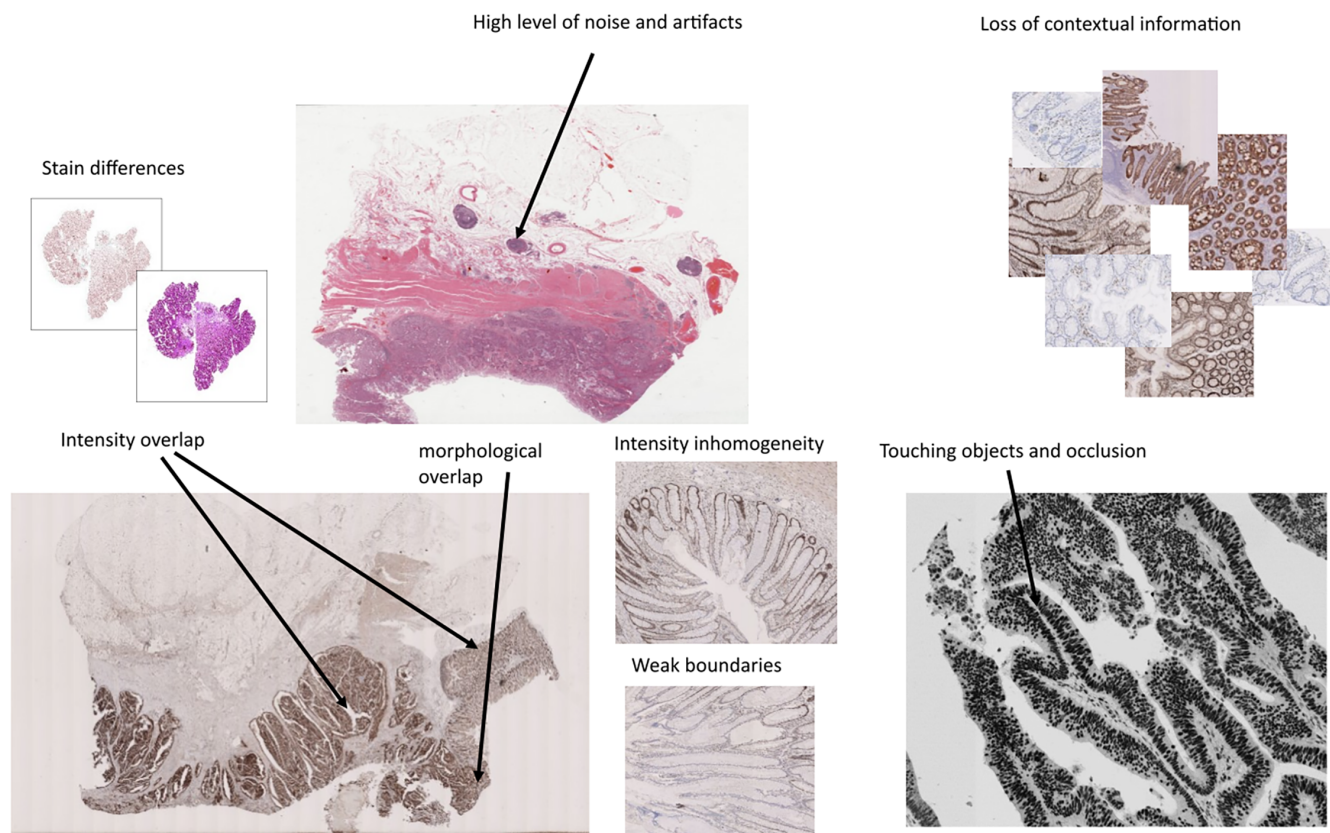 High level of noise and artifacts
Loss of contextual information
Stain differences
Intensity overlap
morphological
overlap
Intensity inhomogeneity
Touching objects and occlusion
Weak boundaries